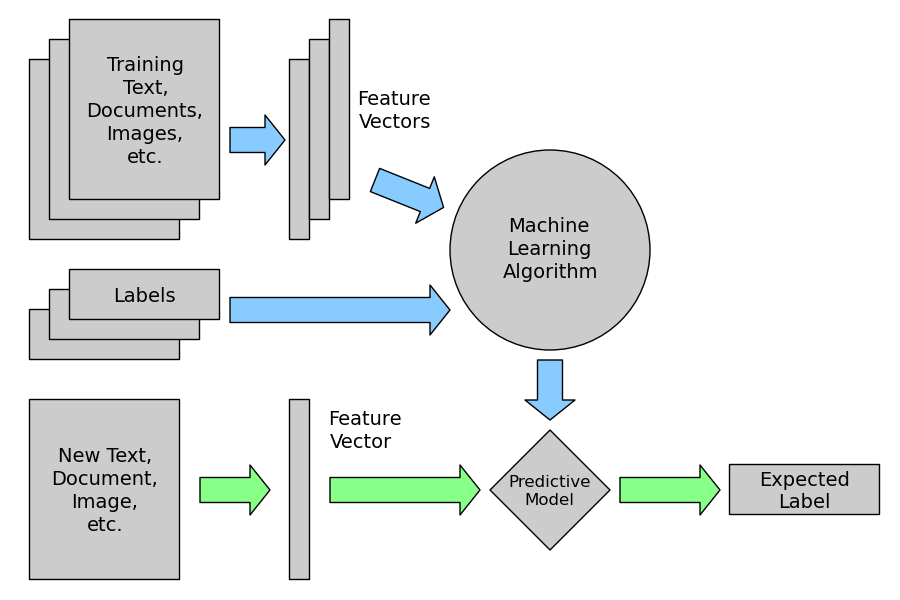 Training
Text,
Documents,
Images,
etc.
Feature
Vectors
Machine
Learning
Algorithm
Labels
New Text,
Document,
Image,
etc.
Feature
Vector
Predictive
Model
Expected
Label